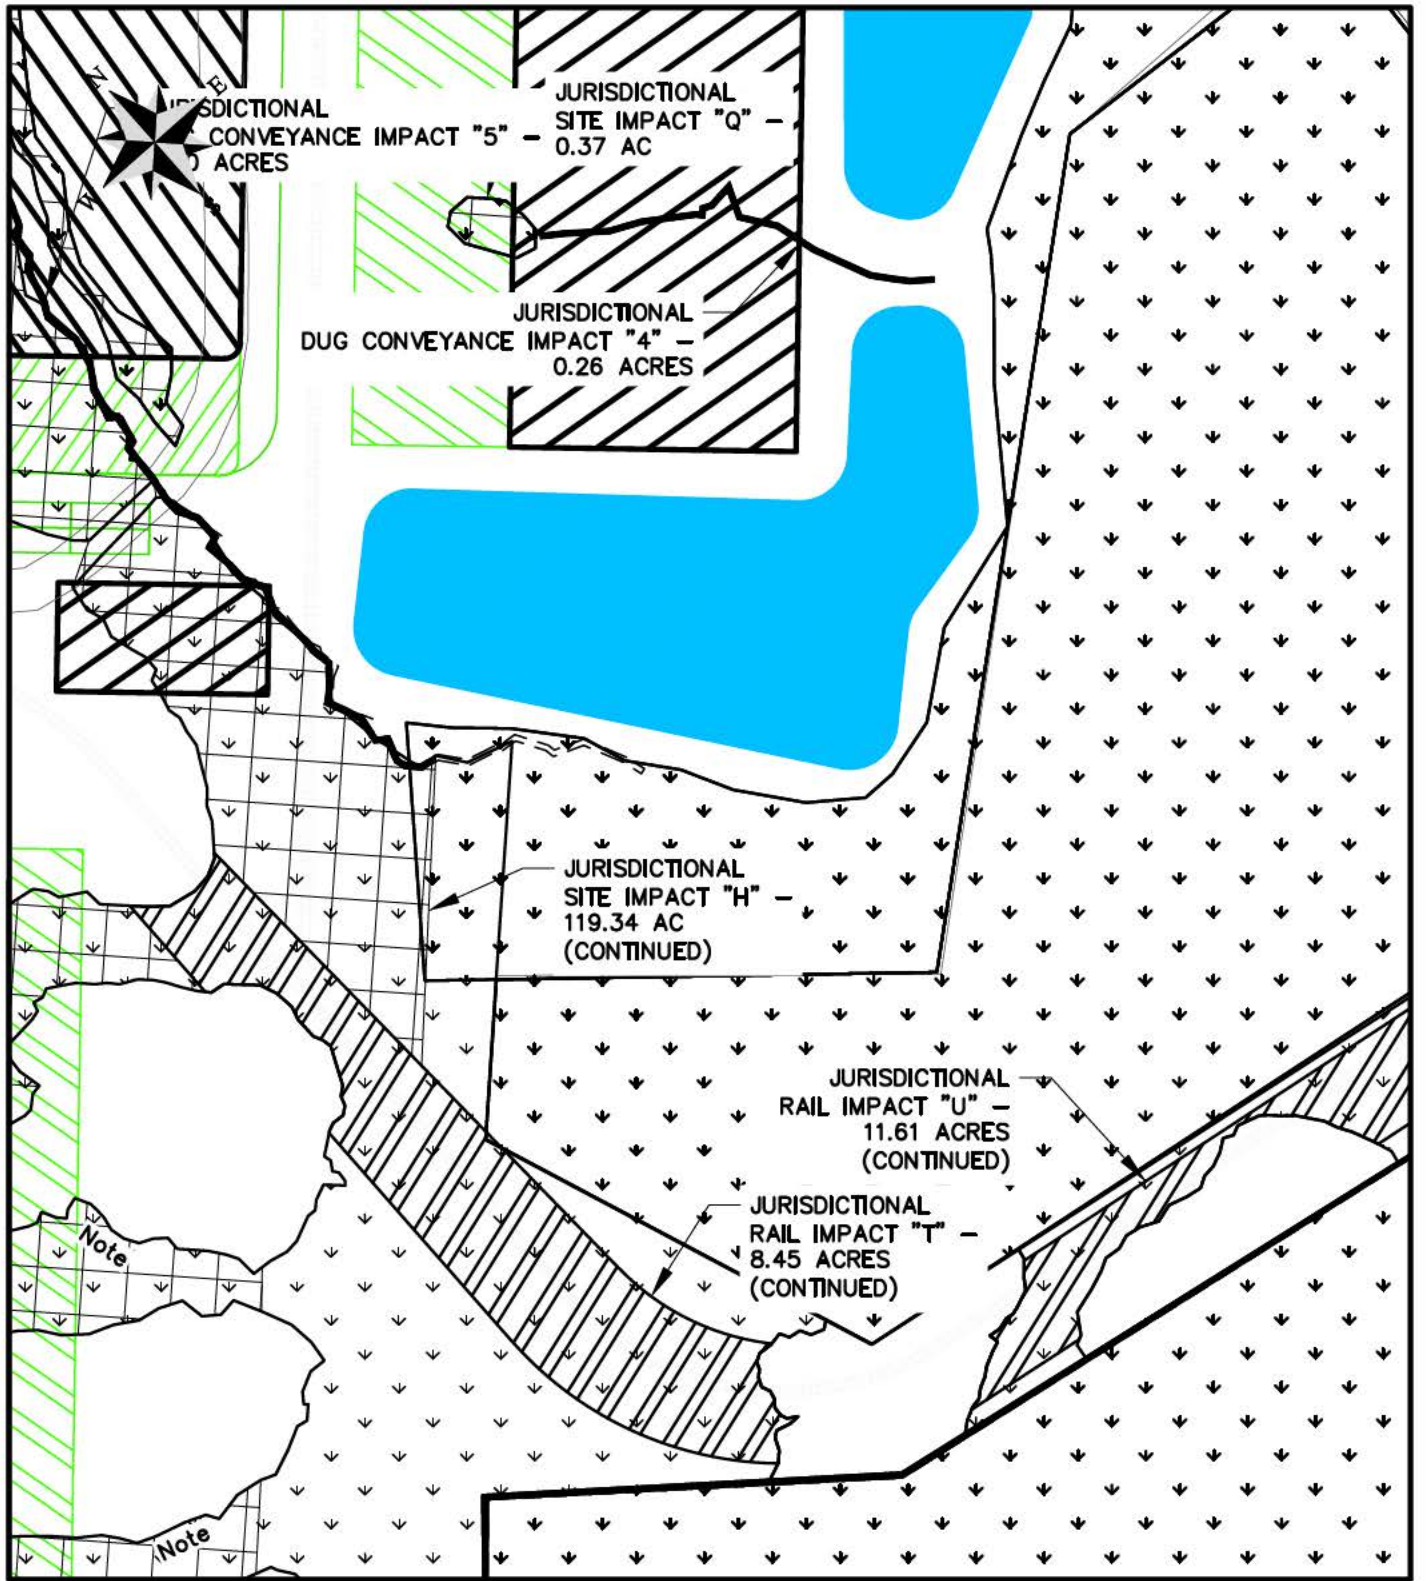 N
E
W
S
JURISDICTIONAL
CONVEYANCE IMPACT "5" –
0 ACRES
JURISDICTIONAL
SITE IMPACT "Q" –
0.37 AC
JURISDICTIONAL
DUG CONVEYANCE IMPACT "4" –
0.26 ACRES
JURISDICTIONAL
SITE IMPACT "H" –
119.34 AC
(CONTINUED)
JURISDICTIONAL
RAIL IMPACT "U" –
11.61 ACRES
(CONTINUED)
JURISDICTIONAL
RAIL IMPACT "T" –
8.45 ACRES
(CONTINUED)
Note
Note